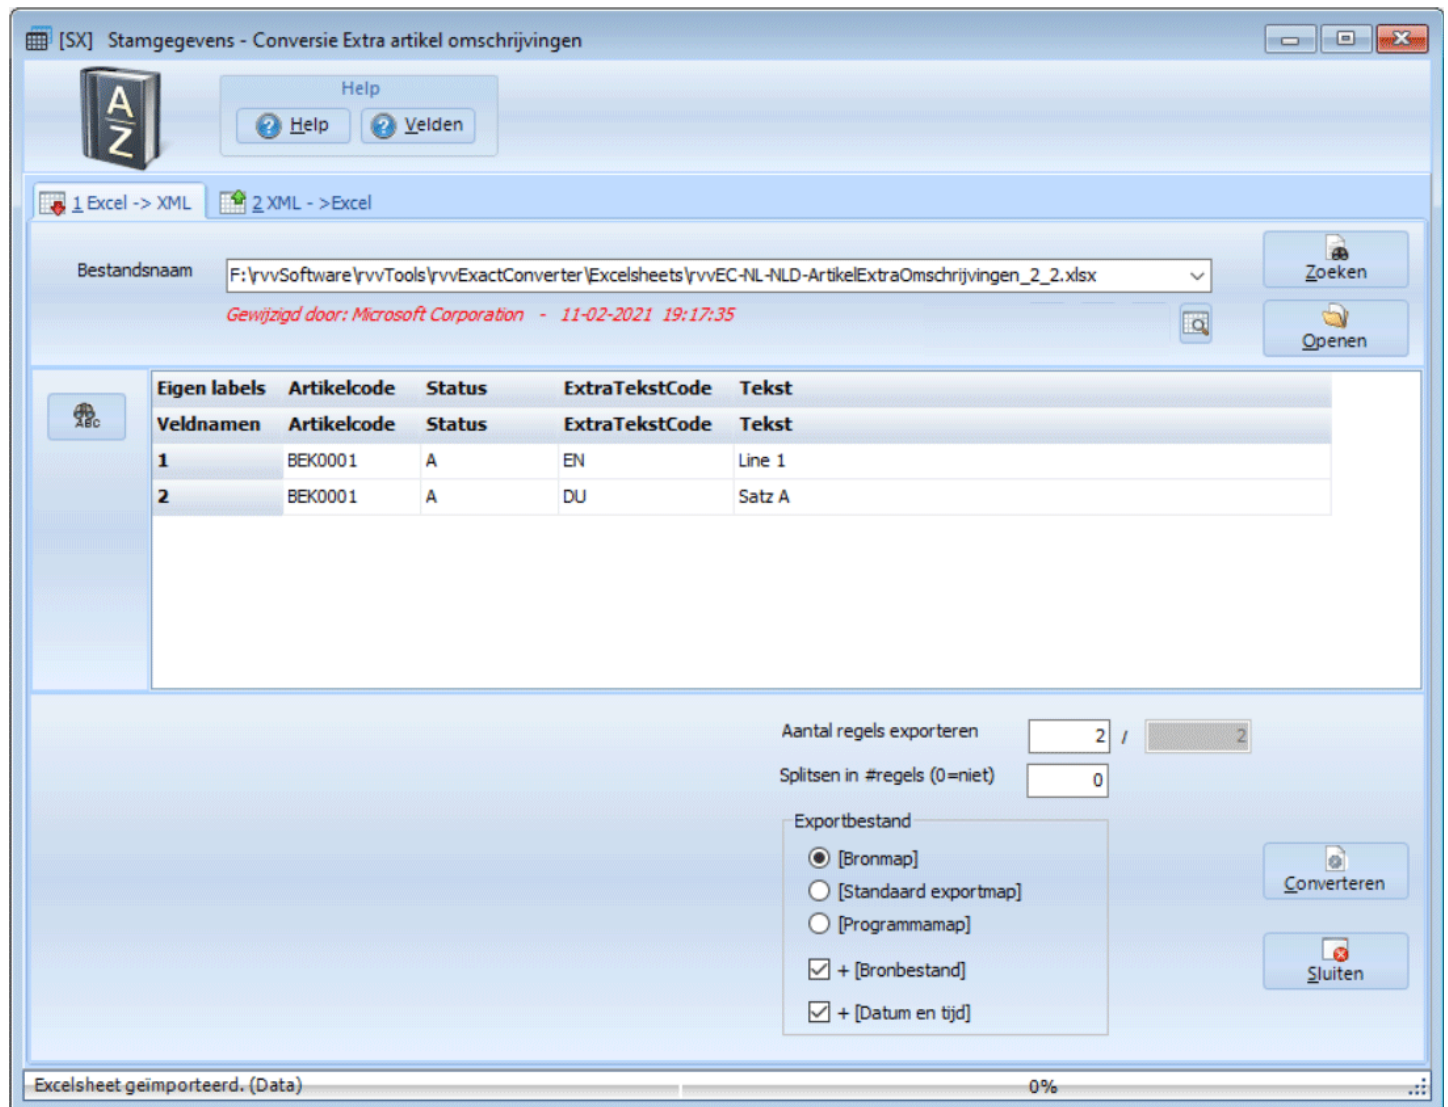 [SX] Stamgegevens - Conversie Extra artikel omschrijvingen
A
Z
Help
Help Velden
1 Excel -> XML 2 XML - >Excel
Bestandsnaam F:\rvvSoftware\rvvTools\rvvExactConverter\Excelsheets\rvvEC-NL-NLD-ArtikelExtraOmschrijvingen_2_2.xlsx Zoeken
Gewijzigd door: Microsoft Corporation - 11-02-2021 19:17:35
Openen
Eigen labels Artikelcode Status ExtraTekstCode Tekst
ABC
Veldnamen Artikelcode Status ExtraTekstCode Tekst
1 BEK0001 A EN Line 1
2 BEK0001 A DU Satz A
Aantal regels exporteren 2 / 2
Splitsen in #regels (0=niet) 0
Exportbestand
[Bronmap]
[Standaard exportmap]
[Programmamap]
+ [Bronbestand]
+ [Datum en tijd]
Converteren
Sluiten
Excelsheet geïmporteerd. (Data) 0%